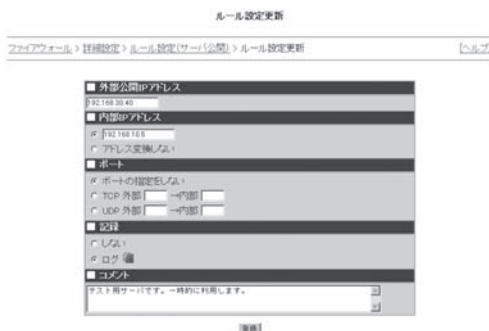 ルール設定更新
ファイアウォール > 詳細設定 > ルール設定(サーバ公開) > ルール設定更新 [ヘルプ]
■ 外部公開IPアドレス
192.168.30.40
■ 内部IPアドレス
192.168.10.5
アドレス変換しない
■ ポート
ポートの指定をしない
TCP 外部 →内部
UDP 外部 →内部
■ 記録
しない
ログ
■ コメント
テスト用サーバです。一時的に利用します。